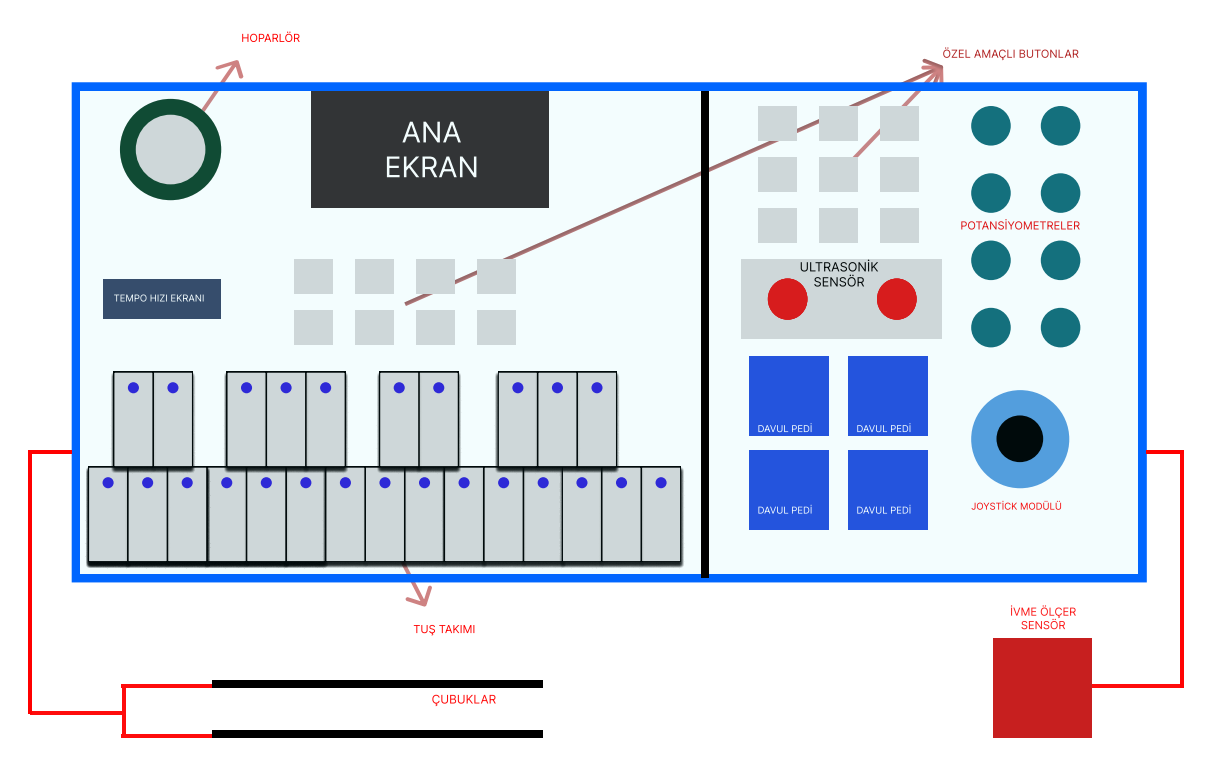 HOPARLÖR
ÖZEL AMAÇLI BUTONLAR
ANA
EKRAN
POTANSİYOMETRELER
ULTRASONİK
SENSÖR
TEMPO HIZI EKRANI
DAVUL PEDİ
DAVUL PEDİ
DAVUL PEDİ
DAVUL PEDİ
JOYSTİCK MODÜLÜ
TUŞ TAKIMI
İVME ÖLÇER
SENSÖR
ÇUBUKLAR